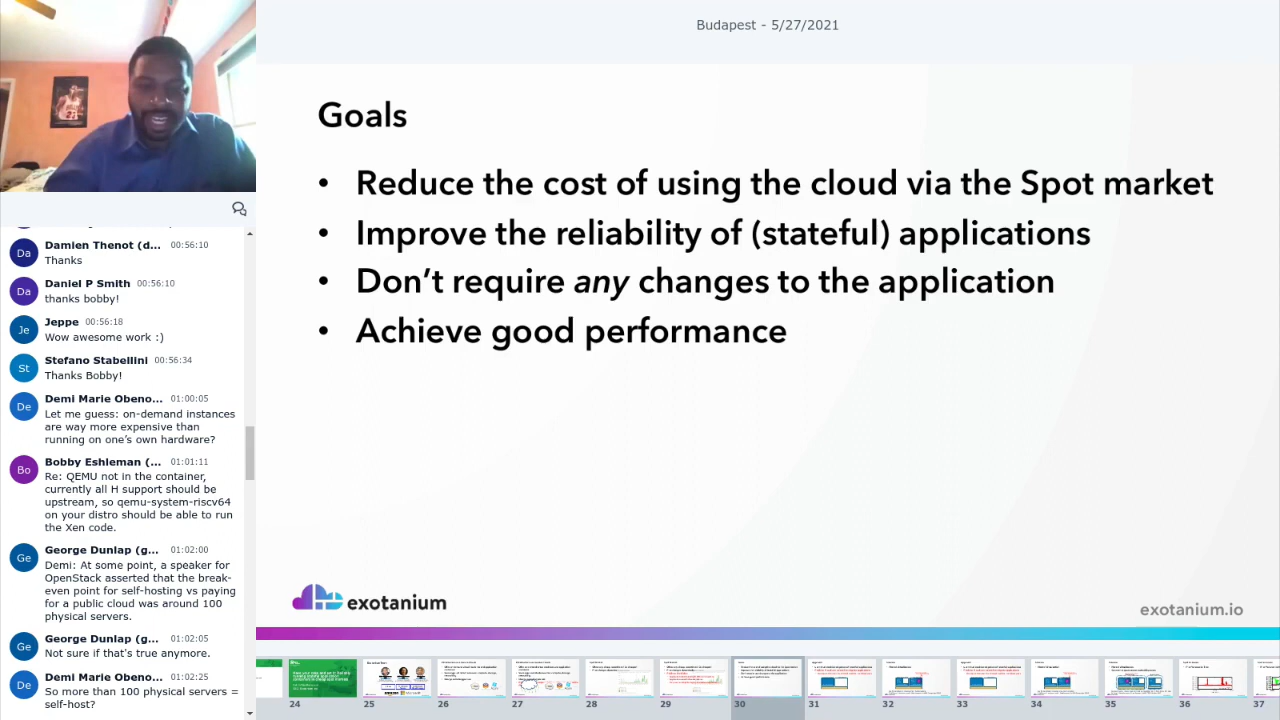 Budapest - 5/27/2021
Goals
• Reduce the cost of using the cloud via the Spot market
• Improve the reliability of (stateful) applications
• Don’t require any changes to the application
• Achieve good performance
exotanium
exotanium.io
Da
Damien Thenot (d... 00:56:10
Thanks
Da
Daniel P Smith 00:56:10
thanks bobby!
Je
Jeppe 00:56:18
Wow awesome work :)
St
Stefano Stabellini 00:56:34
Thanks Bobby!
De
Demi Marie Obeno... 01:00:05
Let me guess: on-demand instances
are way more expensive than
running on one’s own hardware?
Bo
Bobby Eshleman (... 01:01:11
Re: QEMU not in the container,
currently all H support should be
upstream, so qemu-system-riscv64
on your distro should be able to run
the Xen code.
Ge
George Dunlap (g... 01:02:00
Demi: At some point, a speaker for
OpenStack asserted that the break-
even point for self-hosting vs paying
for a public cloud was around 100
physical servers.
Ge
George Dunlap (g... 01:02:05
Not sure if that’s true anymore.
De
Demi Marie Obeno... 01:02:25
So more than 100 physical servers =
self-host?
24 25 26 27 28 29 30 31 32 33 34 35 36 37